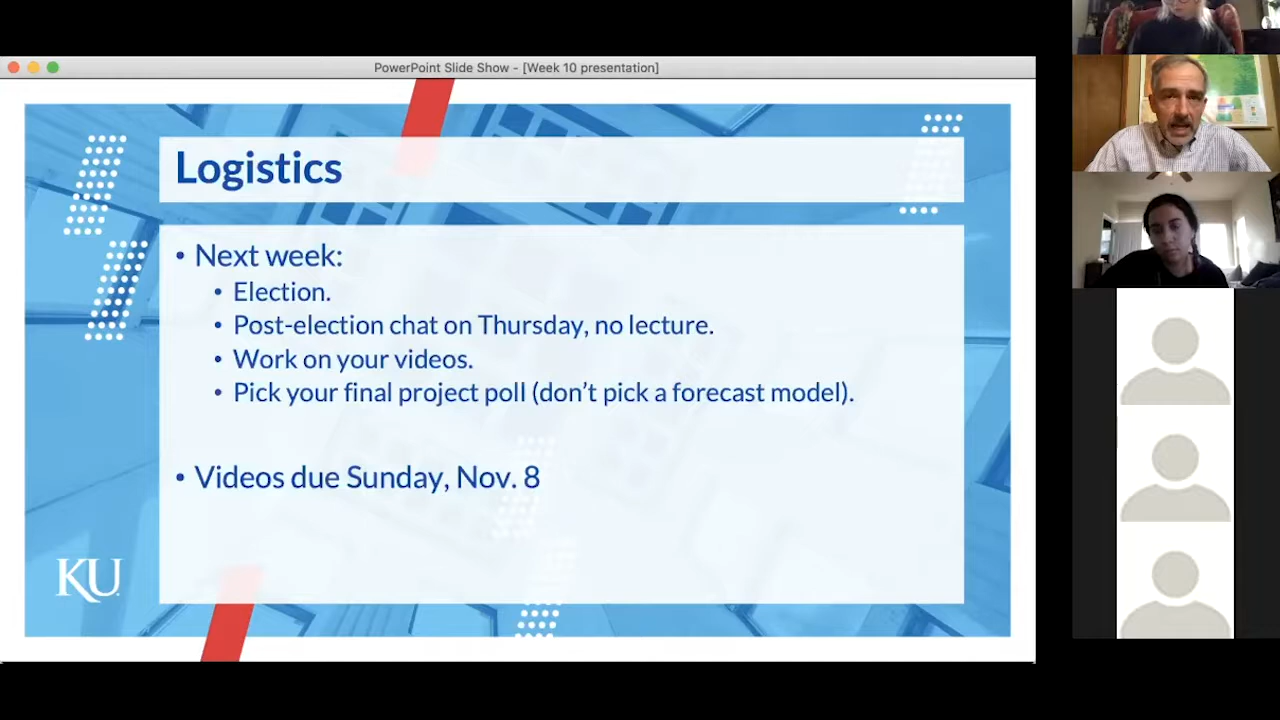 PowerPoint Slide Show - [Week 10 presentation]
Logistics
• Next week:
• Election.
• Post-election chat on Thursday, no lecture.
• Work on your videos.
• Pick your final project poll (don't pick a forecast model).
• Videos due Sunday, Nov. 8
KU